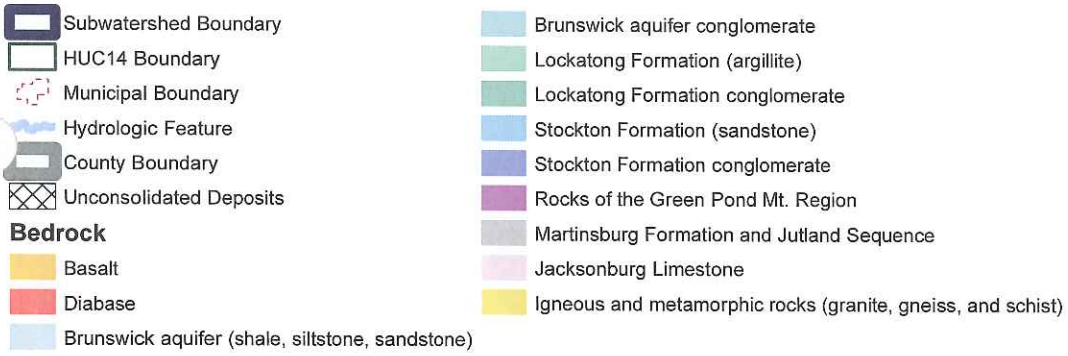 Subwatershed Boundary
HUC14 Boundary
Municipal Boundary
Hydrologic Feature
County Boundary
Unconsolidated Deposits
Bedrock
Basalt
Diabase
Brunswick aquifer (shale, siltstone, sandstone)
Brunswick aquifer conglomerate
Lockatong Formation (argillite)
Lockatong Formation conglomerate
Stockton Formation (sandstone)
Stockton Formation conglomerate
Rocks of the Green Pond Mt. Region
Martinsburg Formation and Jutland Sequence
Jacksonburg Limestone
Igneous and metamorphic rocks (granite, gneiss, and schist)